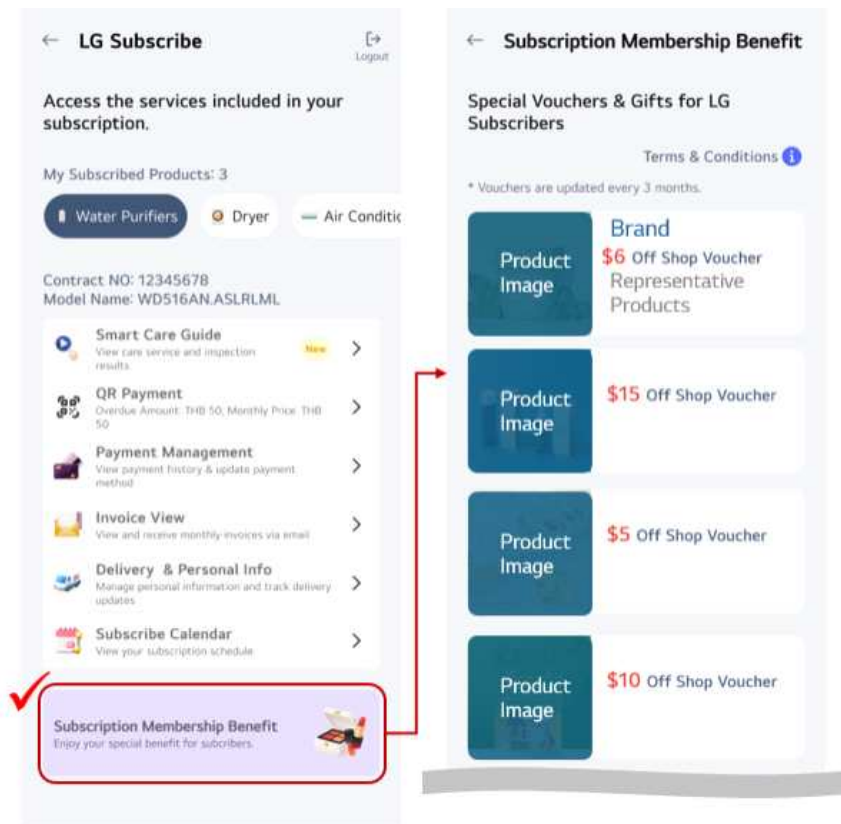 ← LG Subscribe
Logout
Access the services included in your
subscription.
My Subscribed Products: 3
Water Purifiers
Dryer
Air Conditic
Contract NO: 12345678
Model Name: WD516AN.ASLRLML
Smart Care Guide
View care service and inspection
results
New
QR Payment
Overdue Amount: THB 50, Monthly Price: THB
50
Payment Management
View payment history & update payment
method
Invoice View
View and receive monthly invoices via email
Delivery & Personal Info
Manage personal information and track delivery
updates
Subscribe Calendar
View your subscription schedule
Subscription Membership Benefit
Enjoy your special benefit for subcribers.
← Subscription Membership Benefit
Special Vouchers & Gifts for LG
Subscribers
Terms & Conditions i
* Vouchers are updated every 3 months.
Product
Image
Brand
$6 Off Shop Voucher
Representative
Products
Product
Image
$15 Off Shop Voucher
Product
Image
$5 Off Shop Voucher
Product
Image
$10 Off Shop Voucher